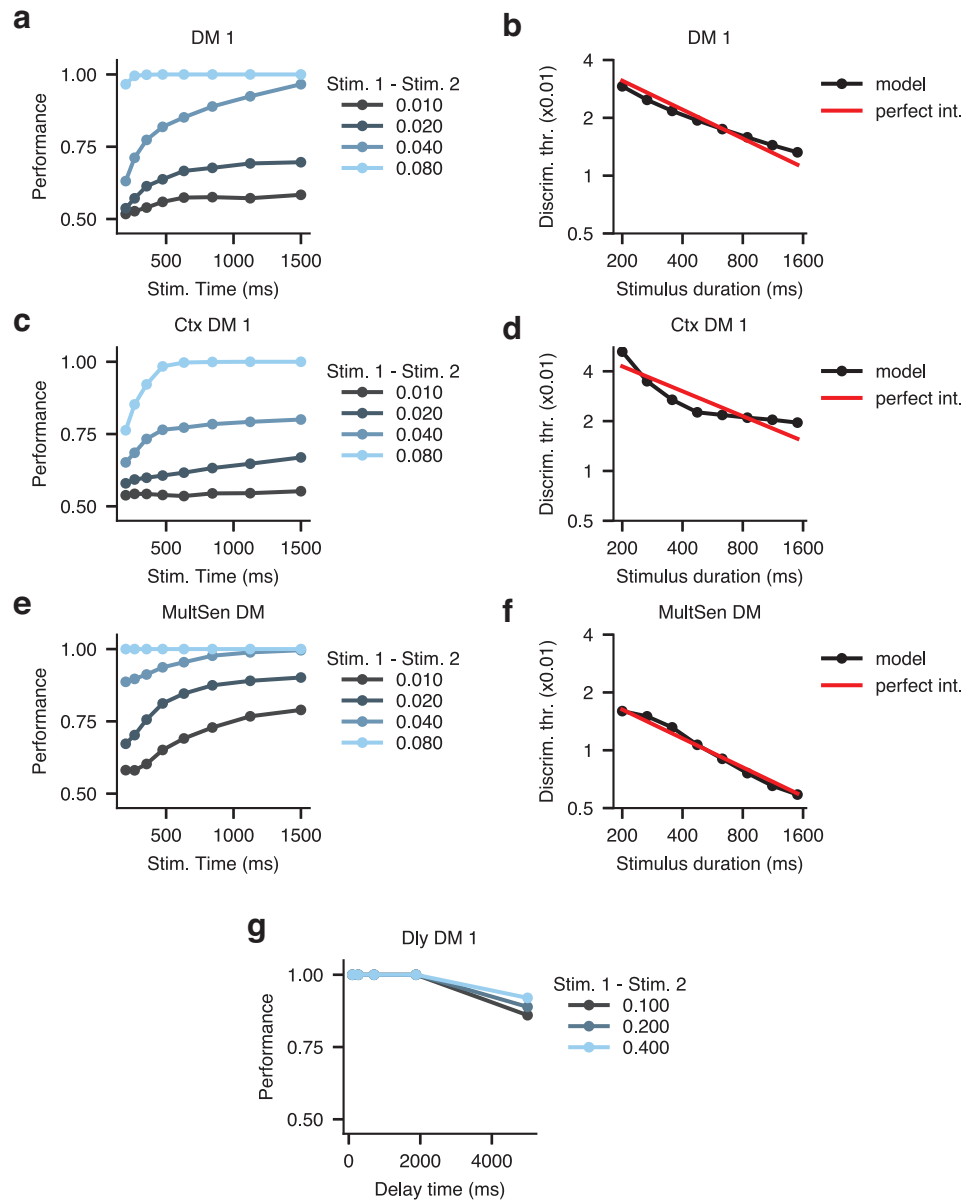 a
DM 1
1.00
0.75
0.50
Performance
500
1000
1500
Stim. Time (ms)
Stim. 1 - Stim. 2
0.010
0.020
0.040
0.080
b
DM 1
4
2
1
0.5
Discrim. thr. (x0.01)
200
400
800
1600
Stimulus duration (ms)
model
perfect int.
c
Ctx DM 1
1.00
0.75
0.50
Performance
500
1000
1500
Stim. Time (ms)
Stim. 1 - Stim. 2
0.010
0.020
0.040
0.080
d
Ctx DM 1
4
2
1
0.5
Discrim. thr. (x0.01)
200
400
800
1600
Stimulus duration (ms)
model
perfect int.
e
MultSen DM
1.00
0.75
0.50
Performance
500
1000
1500
Stim. Time (ms)
Stim. 1 - Stim. 2
0.010
0.020
0.040
0.080
f
MultSen DM
4
2
1
0.5
Discrim. thr. (x0.01)
200
400
800
1600
Stimulus duration (ms)
model
perfect int.
g
Dly DM 1
1.00
0.75
0.50
Performance
0
2000
4000
Delay time (ms)
Stim. 1 - Stim. 2
0.100
0.200
0.400